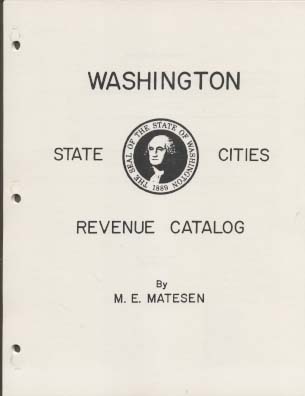 WASHINGTON
STATE
THE SEAL OF THE STATE OF WASHINGTON
1889
CITIES
REVENUE CATALOG
By
M. E. MATESEN